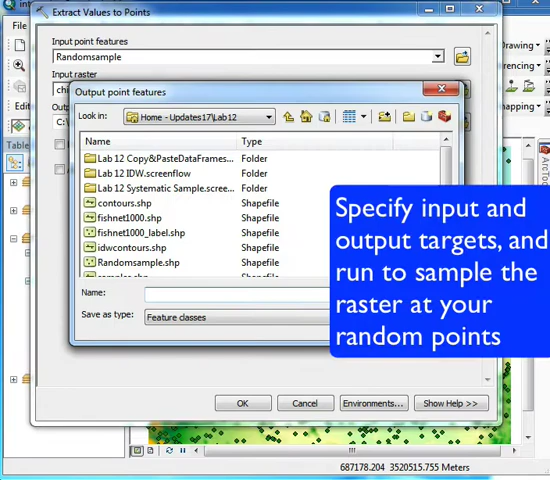 Extract Values to Points
File
Input point features
Drawing
Randomsample
Input raster
Output point features
Look in:
Home - Updates17\Lab12
Name
Type
Lab 12 Copy&PasteDataFrames...
Folder
Lab 12 IDW.screenflow
Folder
Lab 12 Systematic Sample.scree...
Folder
contours.shp
Shapefile
fishnet1000.shp
Shapefile
fishnet1000_label.shp
Shapefile
idwcontours.shp
Shapefile
Randomsample.shp
Shapefile
Shapefile
Name:
Save as type:
Feature classes
Specify input and
output targets, and
run to sample the
raster at your
random points
OK
Cancel
Environments...
Show Help >>
687178.204 3520515.755 Meters